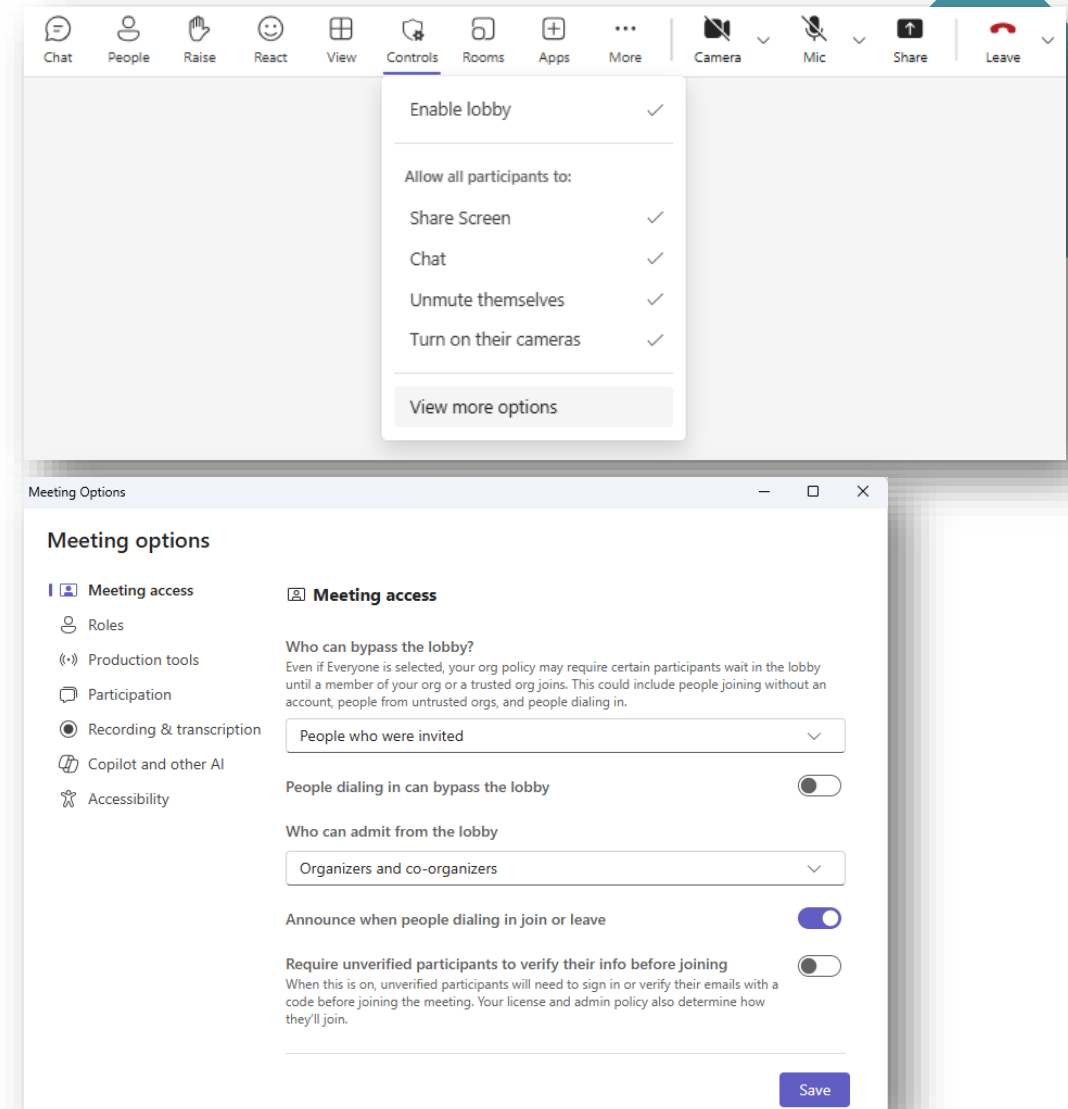 Chat People Raise React View Controls Rooms Apps More Camera Mic Share Leave
Enable lobby
Allow all participants to:
Share Screen
Chat
Unmute themselves
Turn on their cameras
View more options
Meeting Options
Meeting options
Meeting access
Roles
Production tools
Participation
Recording & transcription
Copilot and other AI
Accessibility
Meeting access
Who can bypass the lobby?
Even if Everyone is selected, your org policy may require certain participants wait in the lobby
until a member of your org or a trusted org joins. This could include people joining without an
account, people from untrusted orgs, and people dialing in.
People who were invited
People dialing in can bypass the lobby
Who can admit from the lobby
Organizers and co-organizers
Announce when people dialing in join or leave
Require unverified participants to verify their info before joining
When this is on, unverified participants will need to sign in or verify their emails with a
code before joining the meeting. Your license and admin policy also determine how
they'll join.
Save